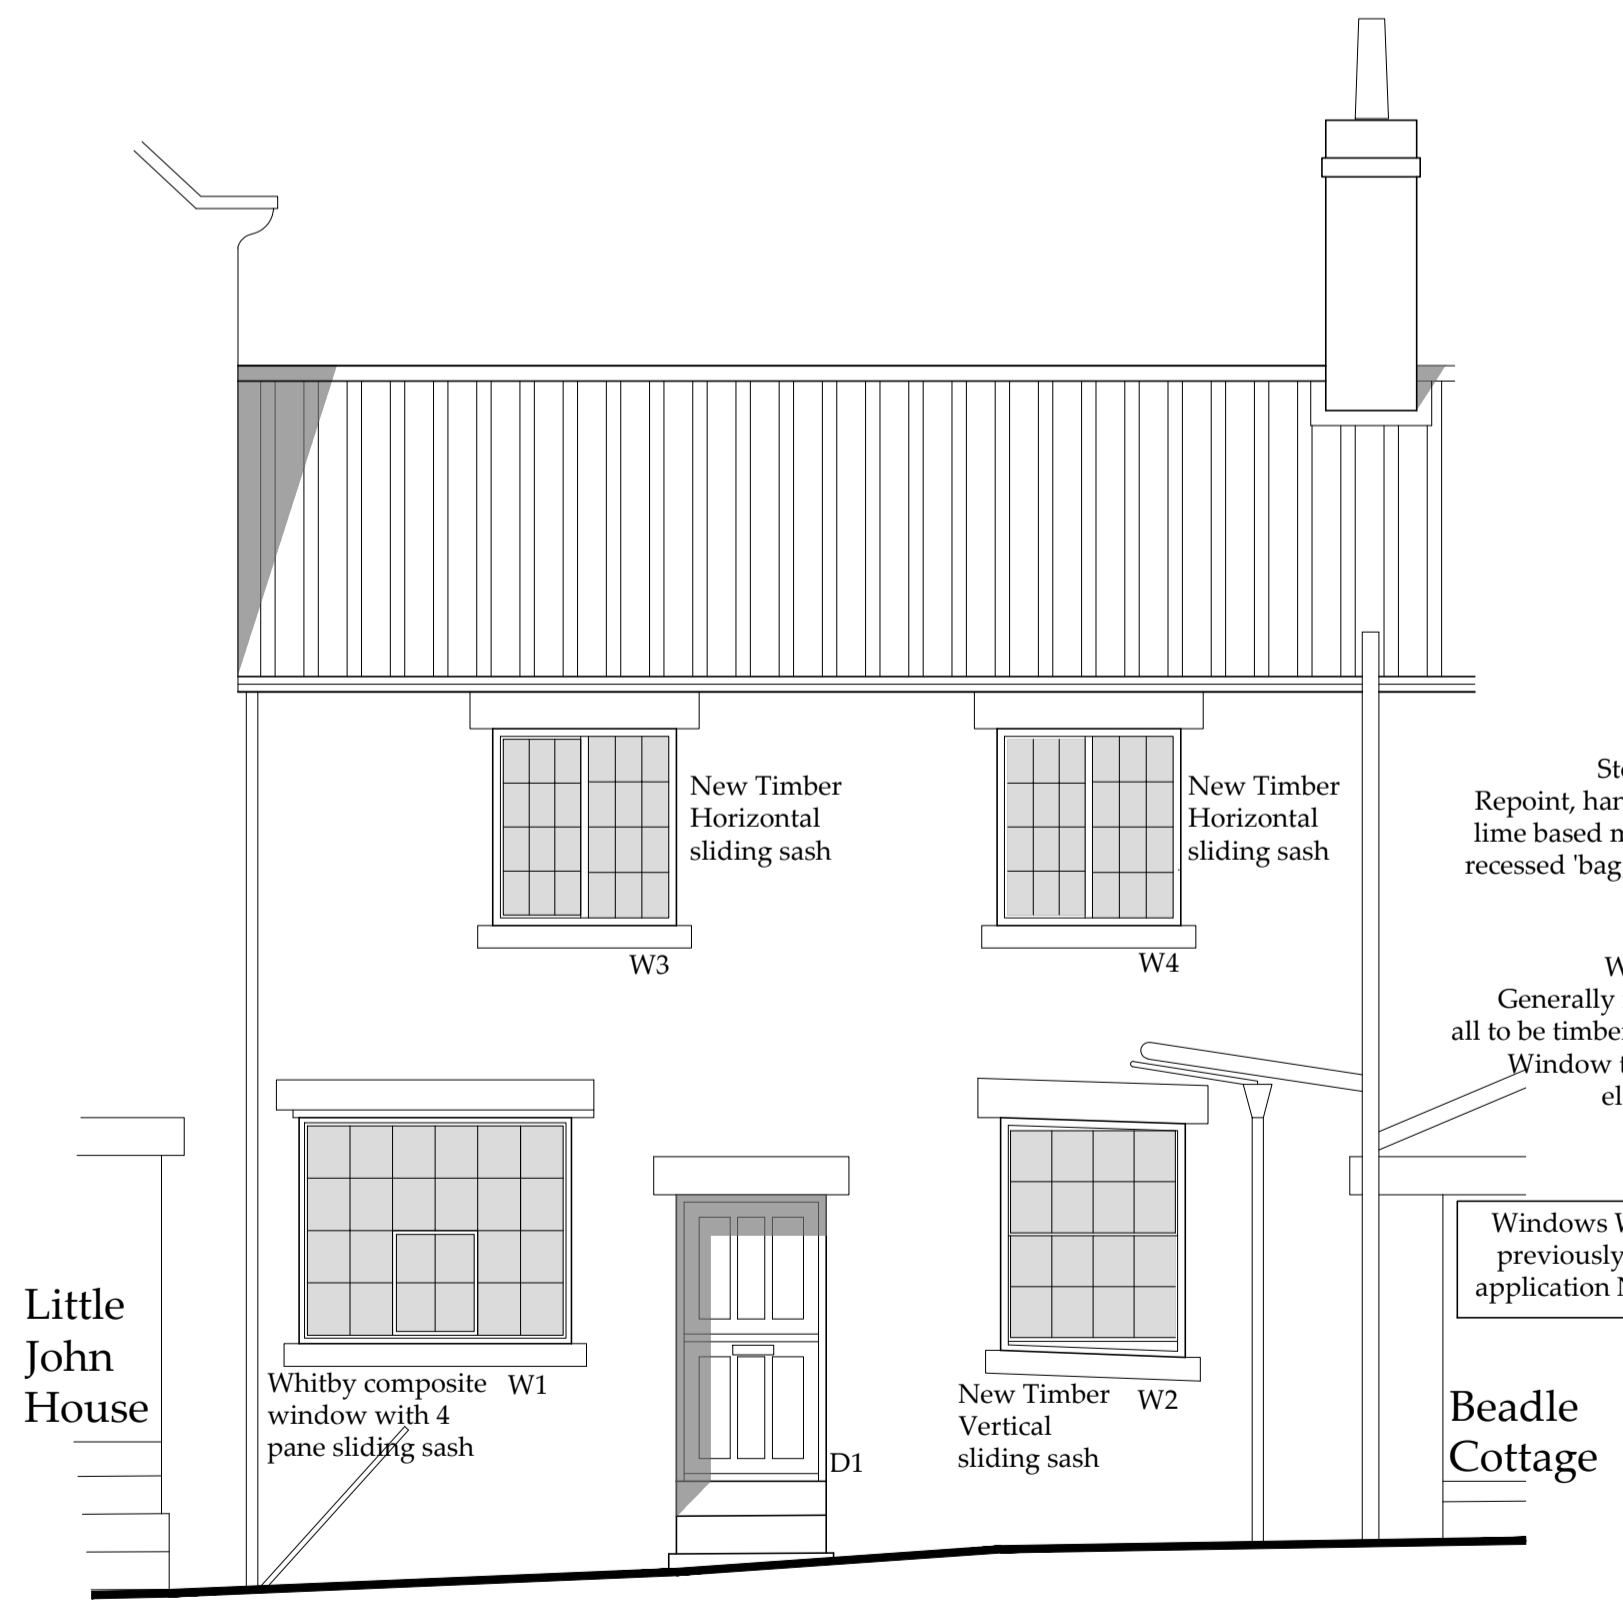 New Timber
Horizontal
sliding sash
W3
New Timber
Horizontal
sliding sash
W4
Repoint,
lime based
recessed
Generally
all to be
Window
Little
John
House
Whitby composite
window with 4
pane sliding sash
W1
D1
New Timber
Vertical
sliding sash
W2
Windows
previously
application
Beadle
Cottage